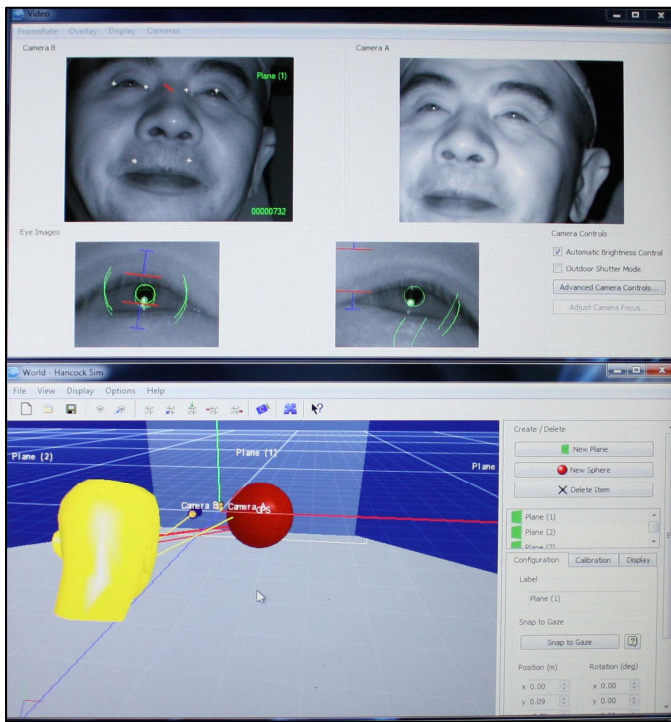 Video
FrameRate Overlay Display Cameras
Camera B
Camera A
Plane (1)
00000732
Eye Images
Camera Controls
Automatic Brightness Control
Outdoor Shutter Mode
Advanced Camera Controls...
Adjust Camera Focus...
World - Hancock Sim
File View Display Options Help
Create / Delete
New Plane
New Sphere
Delete Item
Plane (2)
Plane (1)
Plane
Camera B
Camera A
Plane (1)
Plane (2)
Configuration Calibration Display
Label
Plane (1)
Snap to Gaze
Snap to Gaze
Position (m) Rotation (deg)
x 0.00 x 0.00
y 0.09 y 0.00